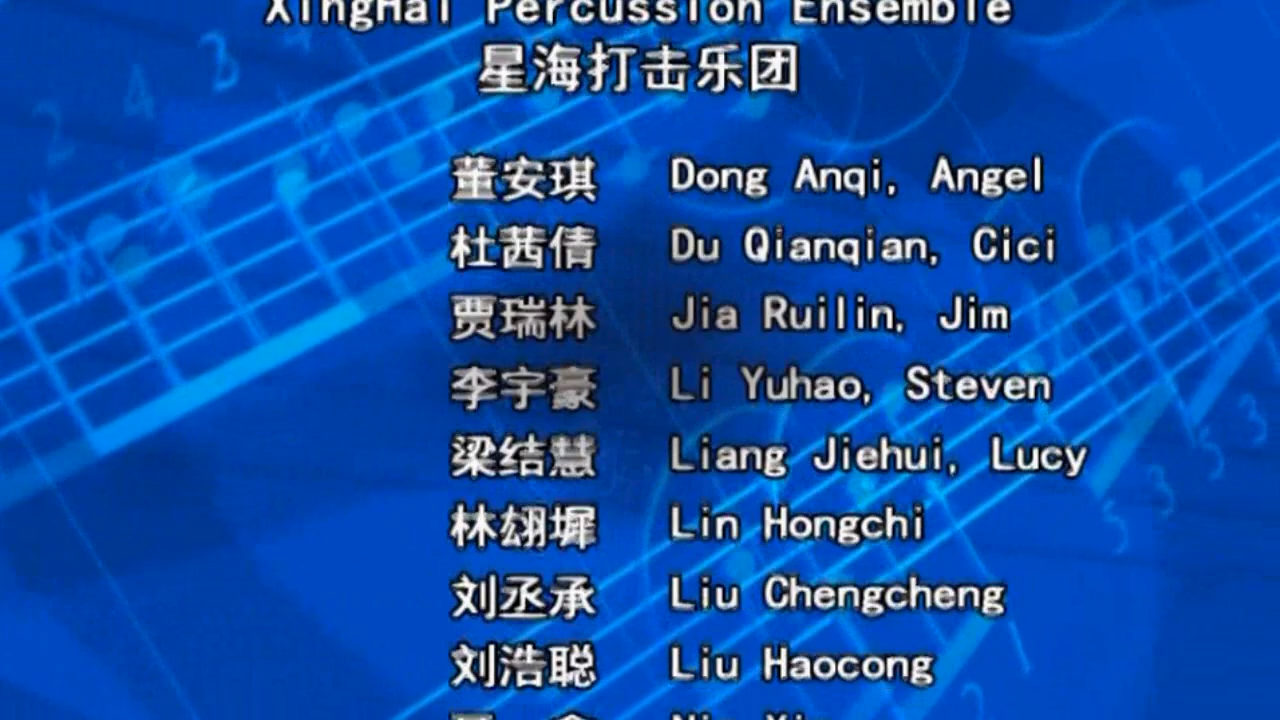 XingHai Percussion Ensemble
星海打击乐团
董安琪 Dong Anqi, Angel
杜茜倩 Du Qianqian, Cici
贾瑞林 Jia Ruilin, Jim
李宇豪 Li Yuhao, Steven
梁结慧 Liang Jiehui, Lucy
林翃墀 Lin Hongchi
刘丞承 Liu Chengcheng
刘浩聪 Liu Haocong